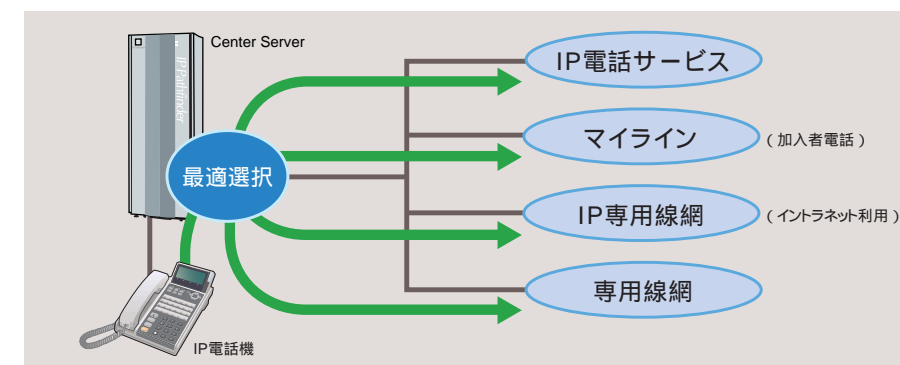 Center Server
IP Pathfinder
最適選択
IP電話機
IP電話サービス
マイライン
(加入者電話)
IP専用線網
(イントラネット利用)
専用線網